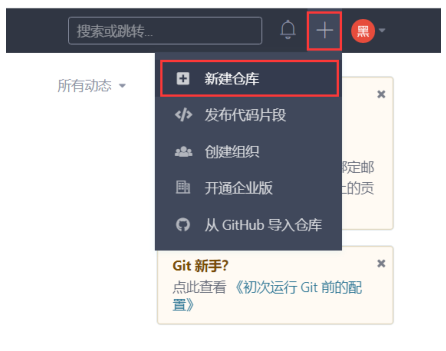 搜索或跳转...
黑
所有动态
新建仓库
发布代码片段
创建组织
邦定邮
开通企业版
上的贡
从 GitHub 导入仓库
Git 新手?
点此查看 《初次运行 Git 前的配
置》